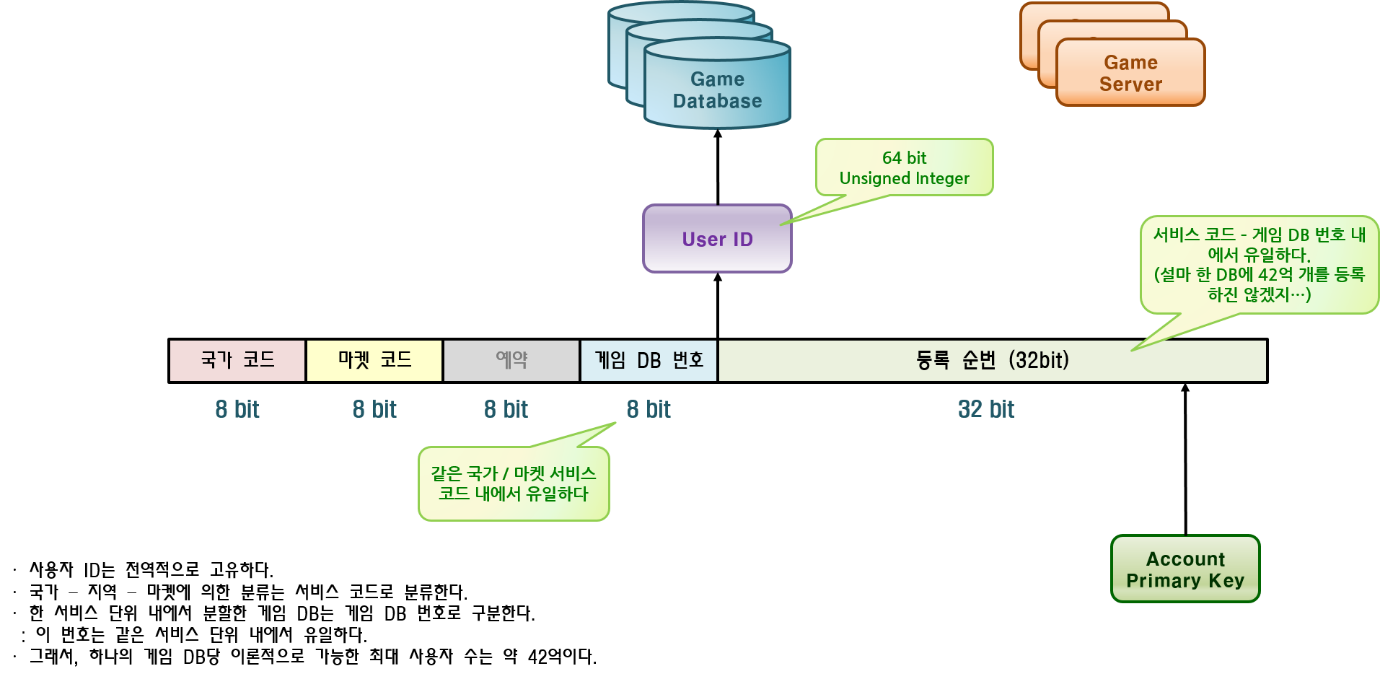 Game
Database
Game
Server
64 bit
Unsigned Integer
User ID
서비스 코드 - 게임 DB 번호 내
에서 유일하다.
(설마 한 DB에 42억 개를 등록
하진 않겠지…)
국가 코드
마켓 코드
예약
게임 DB 번호
등록 순번 (32bit)
8 bit
8 bit
8 bit
8 bit
32 bit
같은 국가 / 마켓 서비스
코드 내에서 유일하다
Account
Primary Key
· 사용자 ID는 전역적으로 고유하다.
· 국가 – 지역 – 마켓에 의한 분류는 서비스 코드로 분류한다.
· 한 서비스 단위 내에서 분할한 게임 DB는 게임 DB 번호로 구분한다.
: 이 번호는 같은 서비스 단위 내에서 유일하다.
· 그래서, 하나의 게임 DB당 이론적으로 가능한 최대 사용자 수는 약 42억이다.